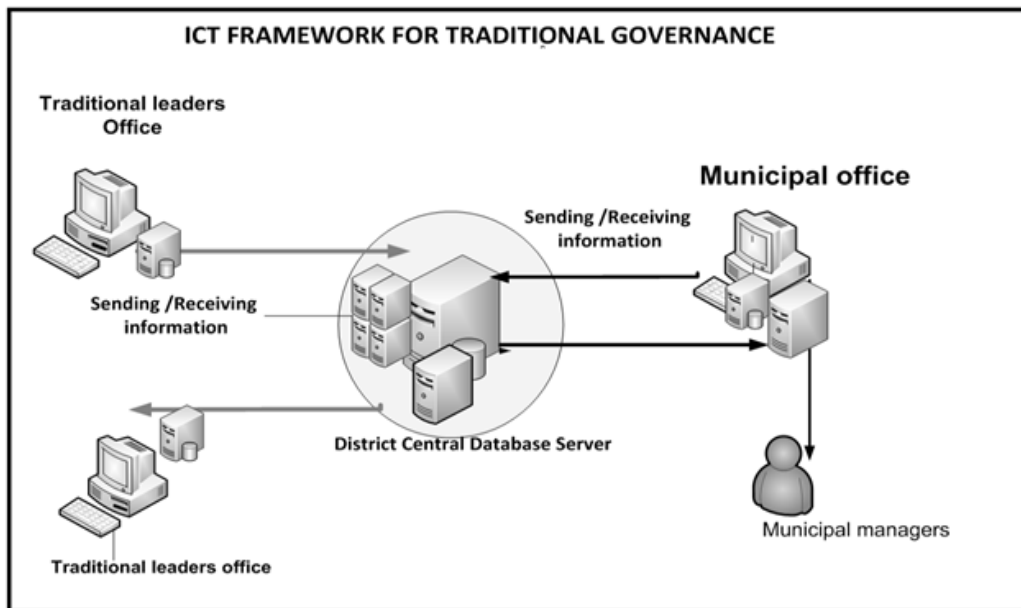 ICT FRAMEWORK FOR TRADITIONAL GOVERNANCE
Traditional leaders
Office
Municipal office
Sending /Receiving
information
Sending /Receiving
information
District Central Database Server
Municipal managers
Traditional leaders office